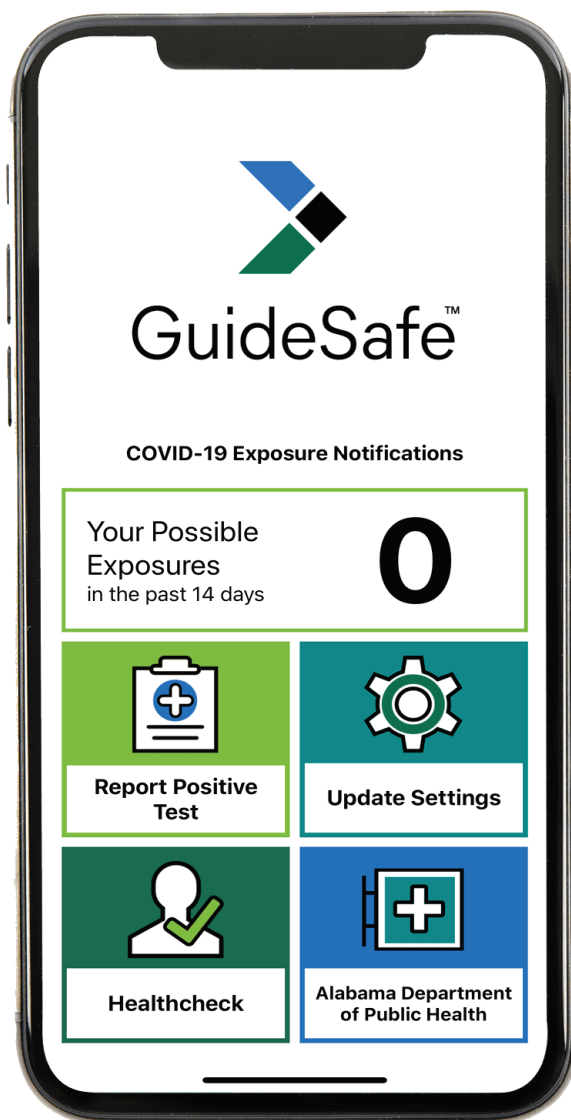 GuideSafe™
COVID-19 Exposure Notifications
Your Possible
Exposures
in the past 14 days
0
Report Positive
Test
Update Settings
Healthcheck
Alabama Department
of Public Health